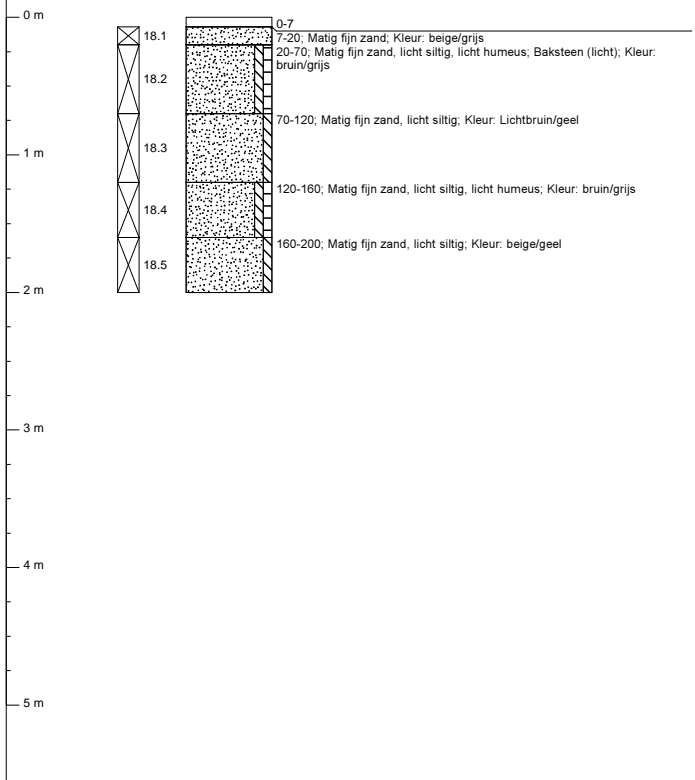 0 m
0-7
18.1
7-20; Matig fijn zand; Kleur: beige/grijs
20-70; Matig fijn zand, licht siltig, licht humeus; Baksteen (licht); Kleur:
bruin/grijs
18.2
70-120; Matig fijn zand, licht siltig; Kleur: Lichtbruin/geel
18.3
1 m
120-160; Matig fijn zand, licht siltig, licht humeus; Kleur: bruin/grijs
18.4
160-200; Matig fijn zand, licht siltig; Kleur: beige/geel
18.5
2 m
3 m
4 m
5 m